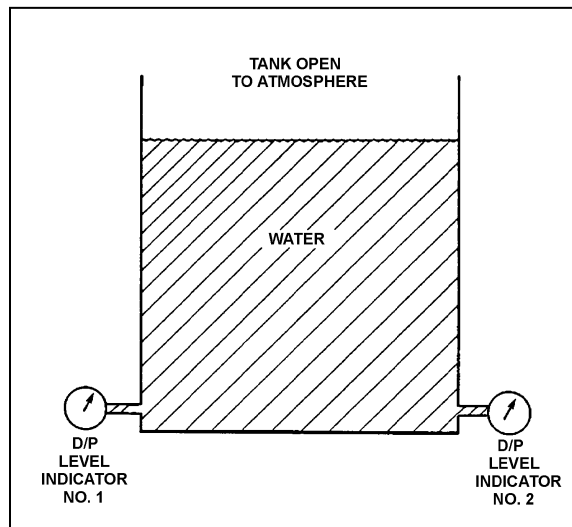 TANK OPEN
TO ATMOSPHERE
WATER
D/P
LEVEL
INDICATOR
NO. 1
D/P
LEVEL
INDICATOR
NO. 2